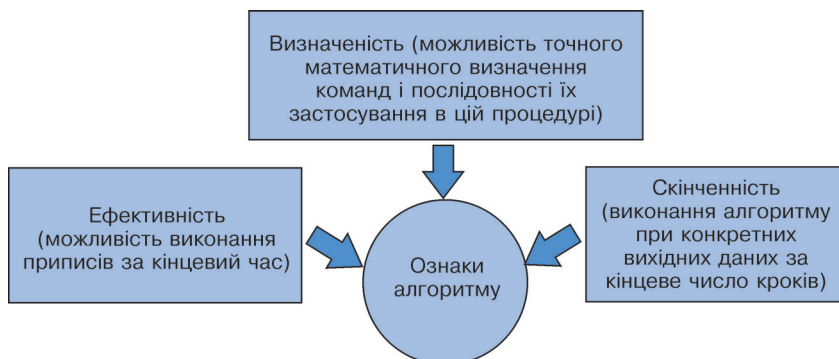 Визначеність (можливість точного
математичного визначення
команд і послідовності їх
застосування в цій процедурі)
Ефективність
(можливість виконання
приписів за кінцевий час)
Ознаки
алгоритму
Скінченність
(виконання алгоритму
при конкретних
вихідних даних за
кінцеве число кроків)